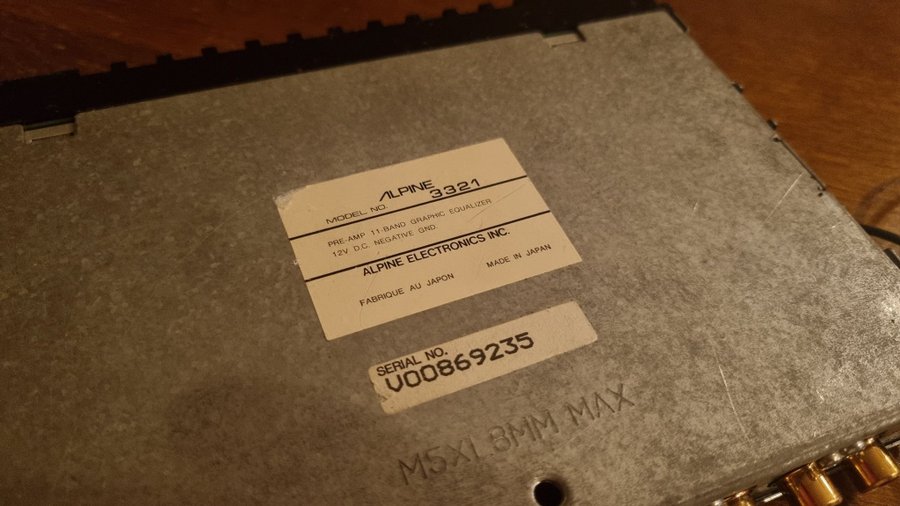 ALPINE
MODEL NO. 3321
PRE-AMP 11-BAND GRAPHIC EQUALIZER
12V D.C. NEGATIVE GND.
ALPINE ELECTRONICS INC.
FABRIQUE AU JAPON MADE IN JAPAN
SERIAL NO.
V00869235
M5X1 8MM MAX